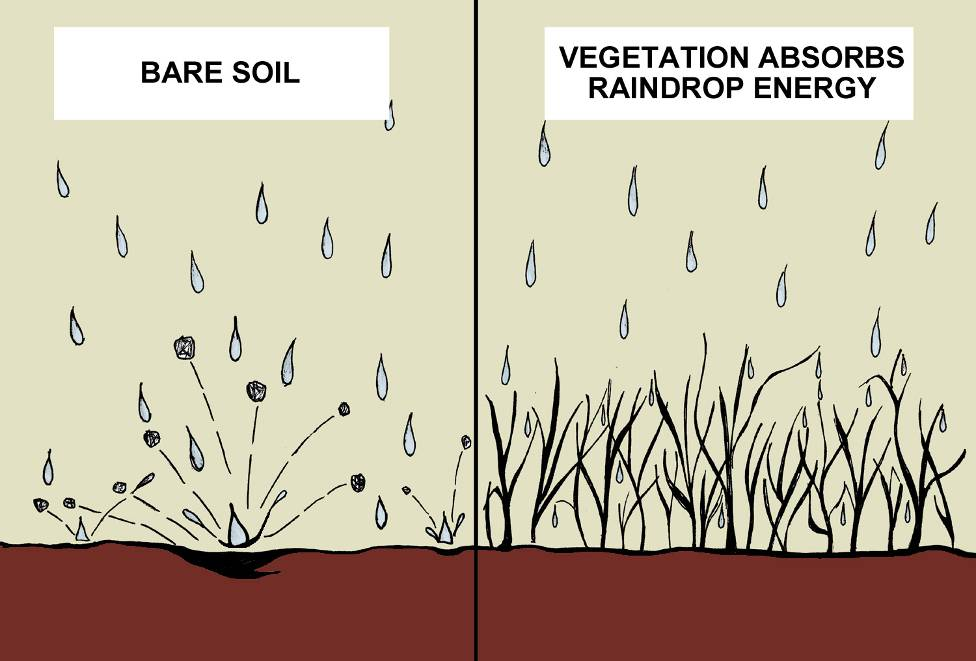 BARE SOIL
VEGETATION ABSORBS
RAINDROP ENERGY